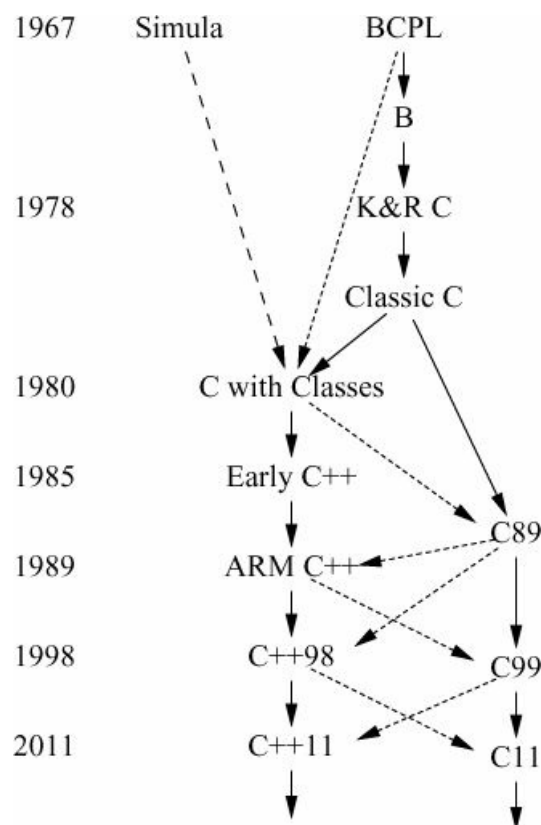 1967 Simula BCPL
B
1978 K&R C
Classic C
1980 C with Classes
1985 Early C++
C89
1989 ARM C++
1998 C++98 C99
2011 C++11 C11